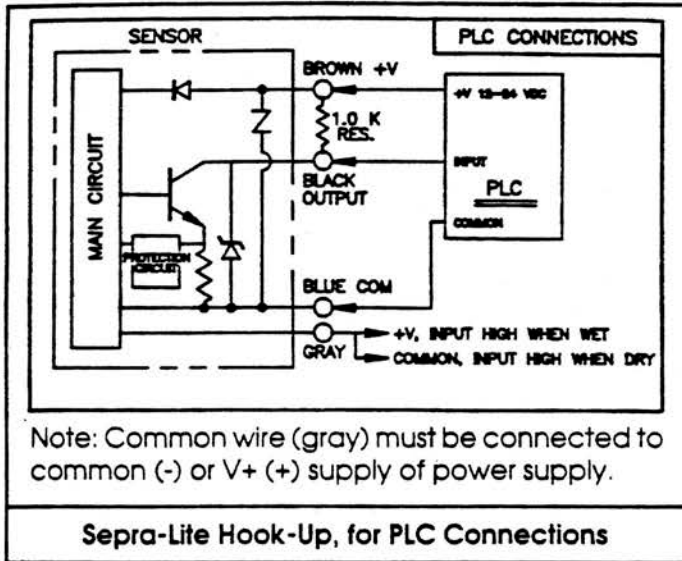 SENSOR
PLC CONNECTIONS
BROWN +V
+V 12-24 VDC
1.0 K
RES.
INPUT
BLACK
OUTPUT
PLC
MAIN CIRCUIT
COMMON
PROTECTION
CIRCUIT
BLUE COM
+V, INPUT HIGH WHEN WET
GRAY
COMMON, INPUT HIGH WHEN DRY
Note: Common wire (gray) must be connected to
common (-) or V+ (+) supply of power supply.
Sepra-Lite Hook-Up, for PLC Connections